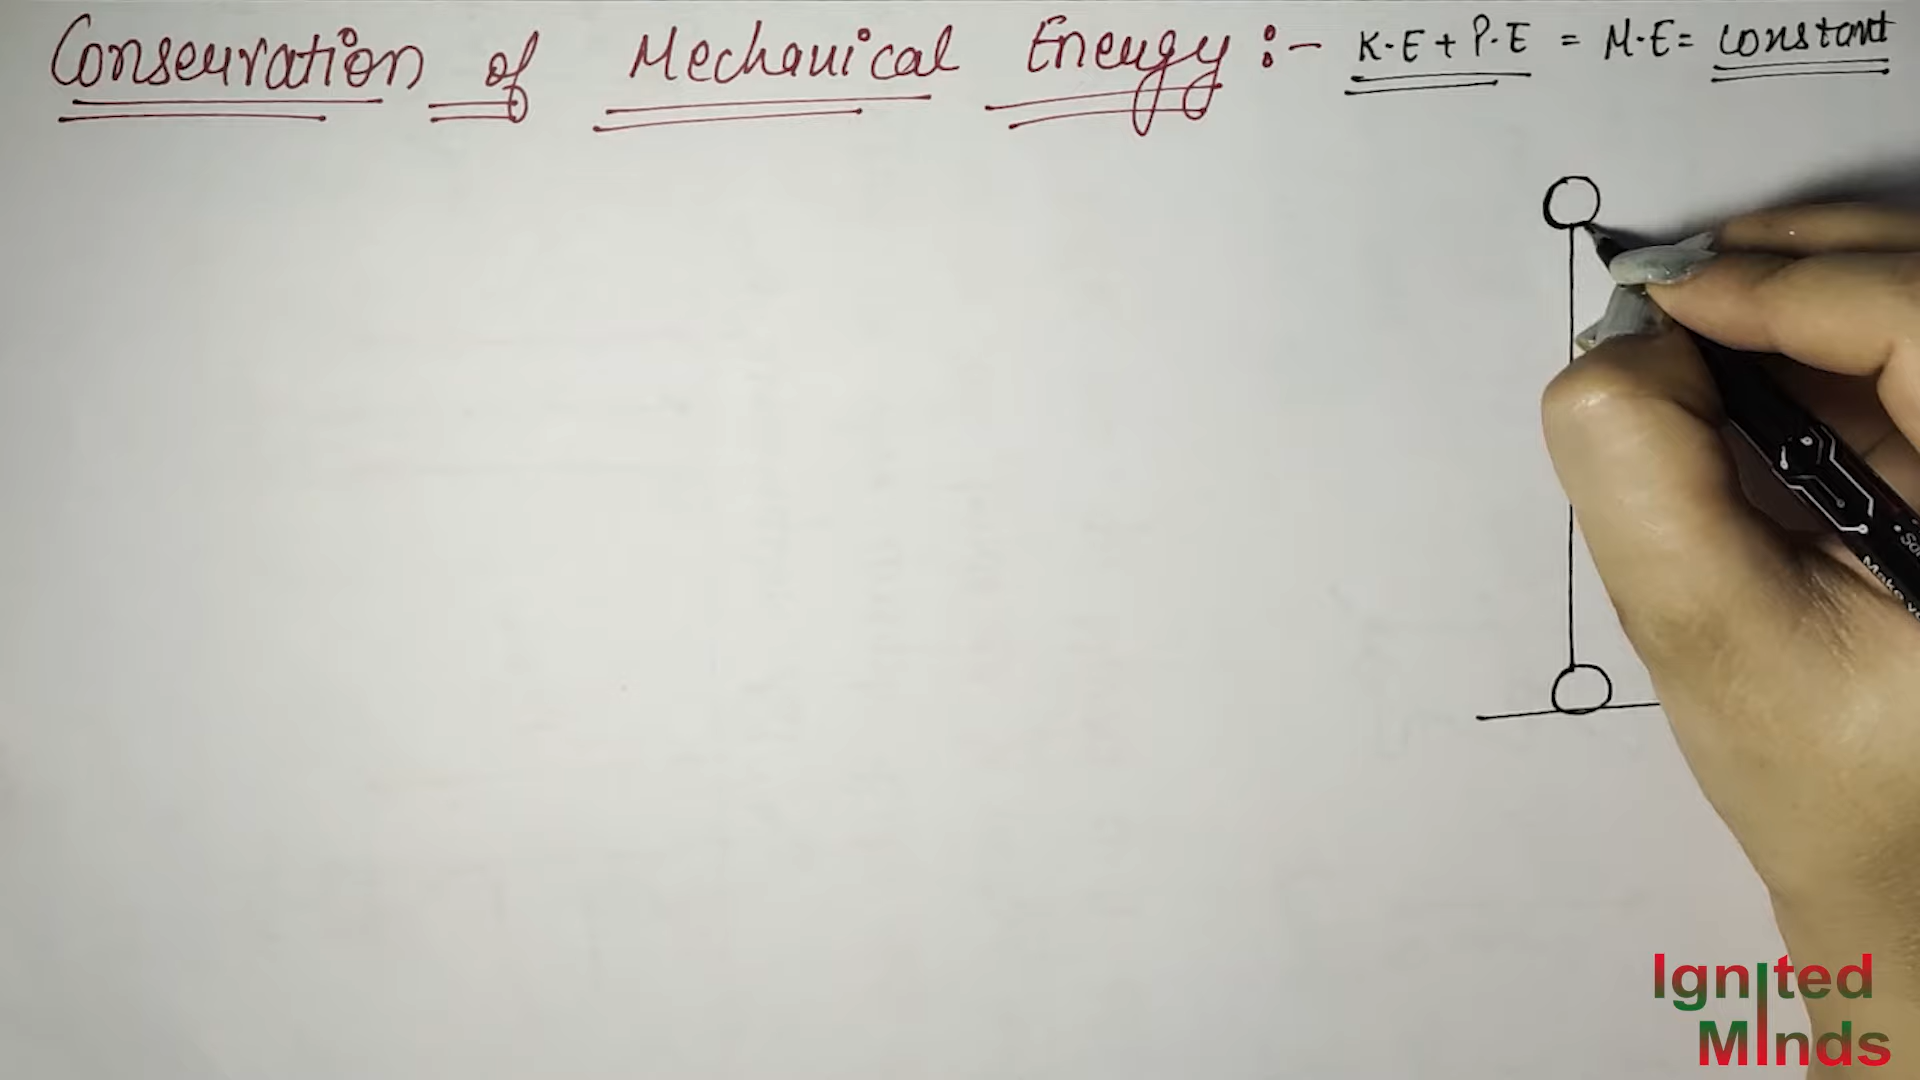 Conservation of Mechanical Energy :- K.E + P.E = M.E = constant
Ignited
Minds